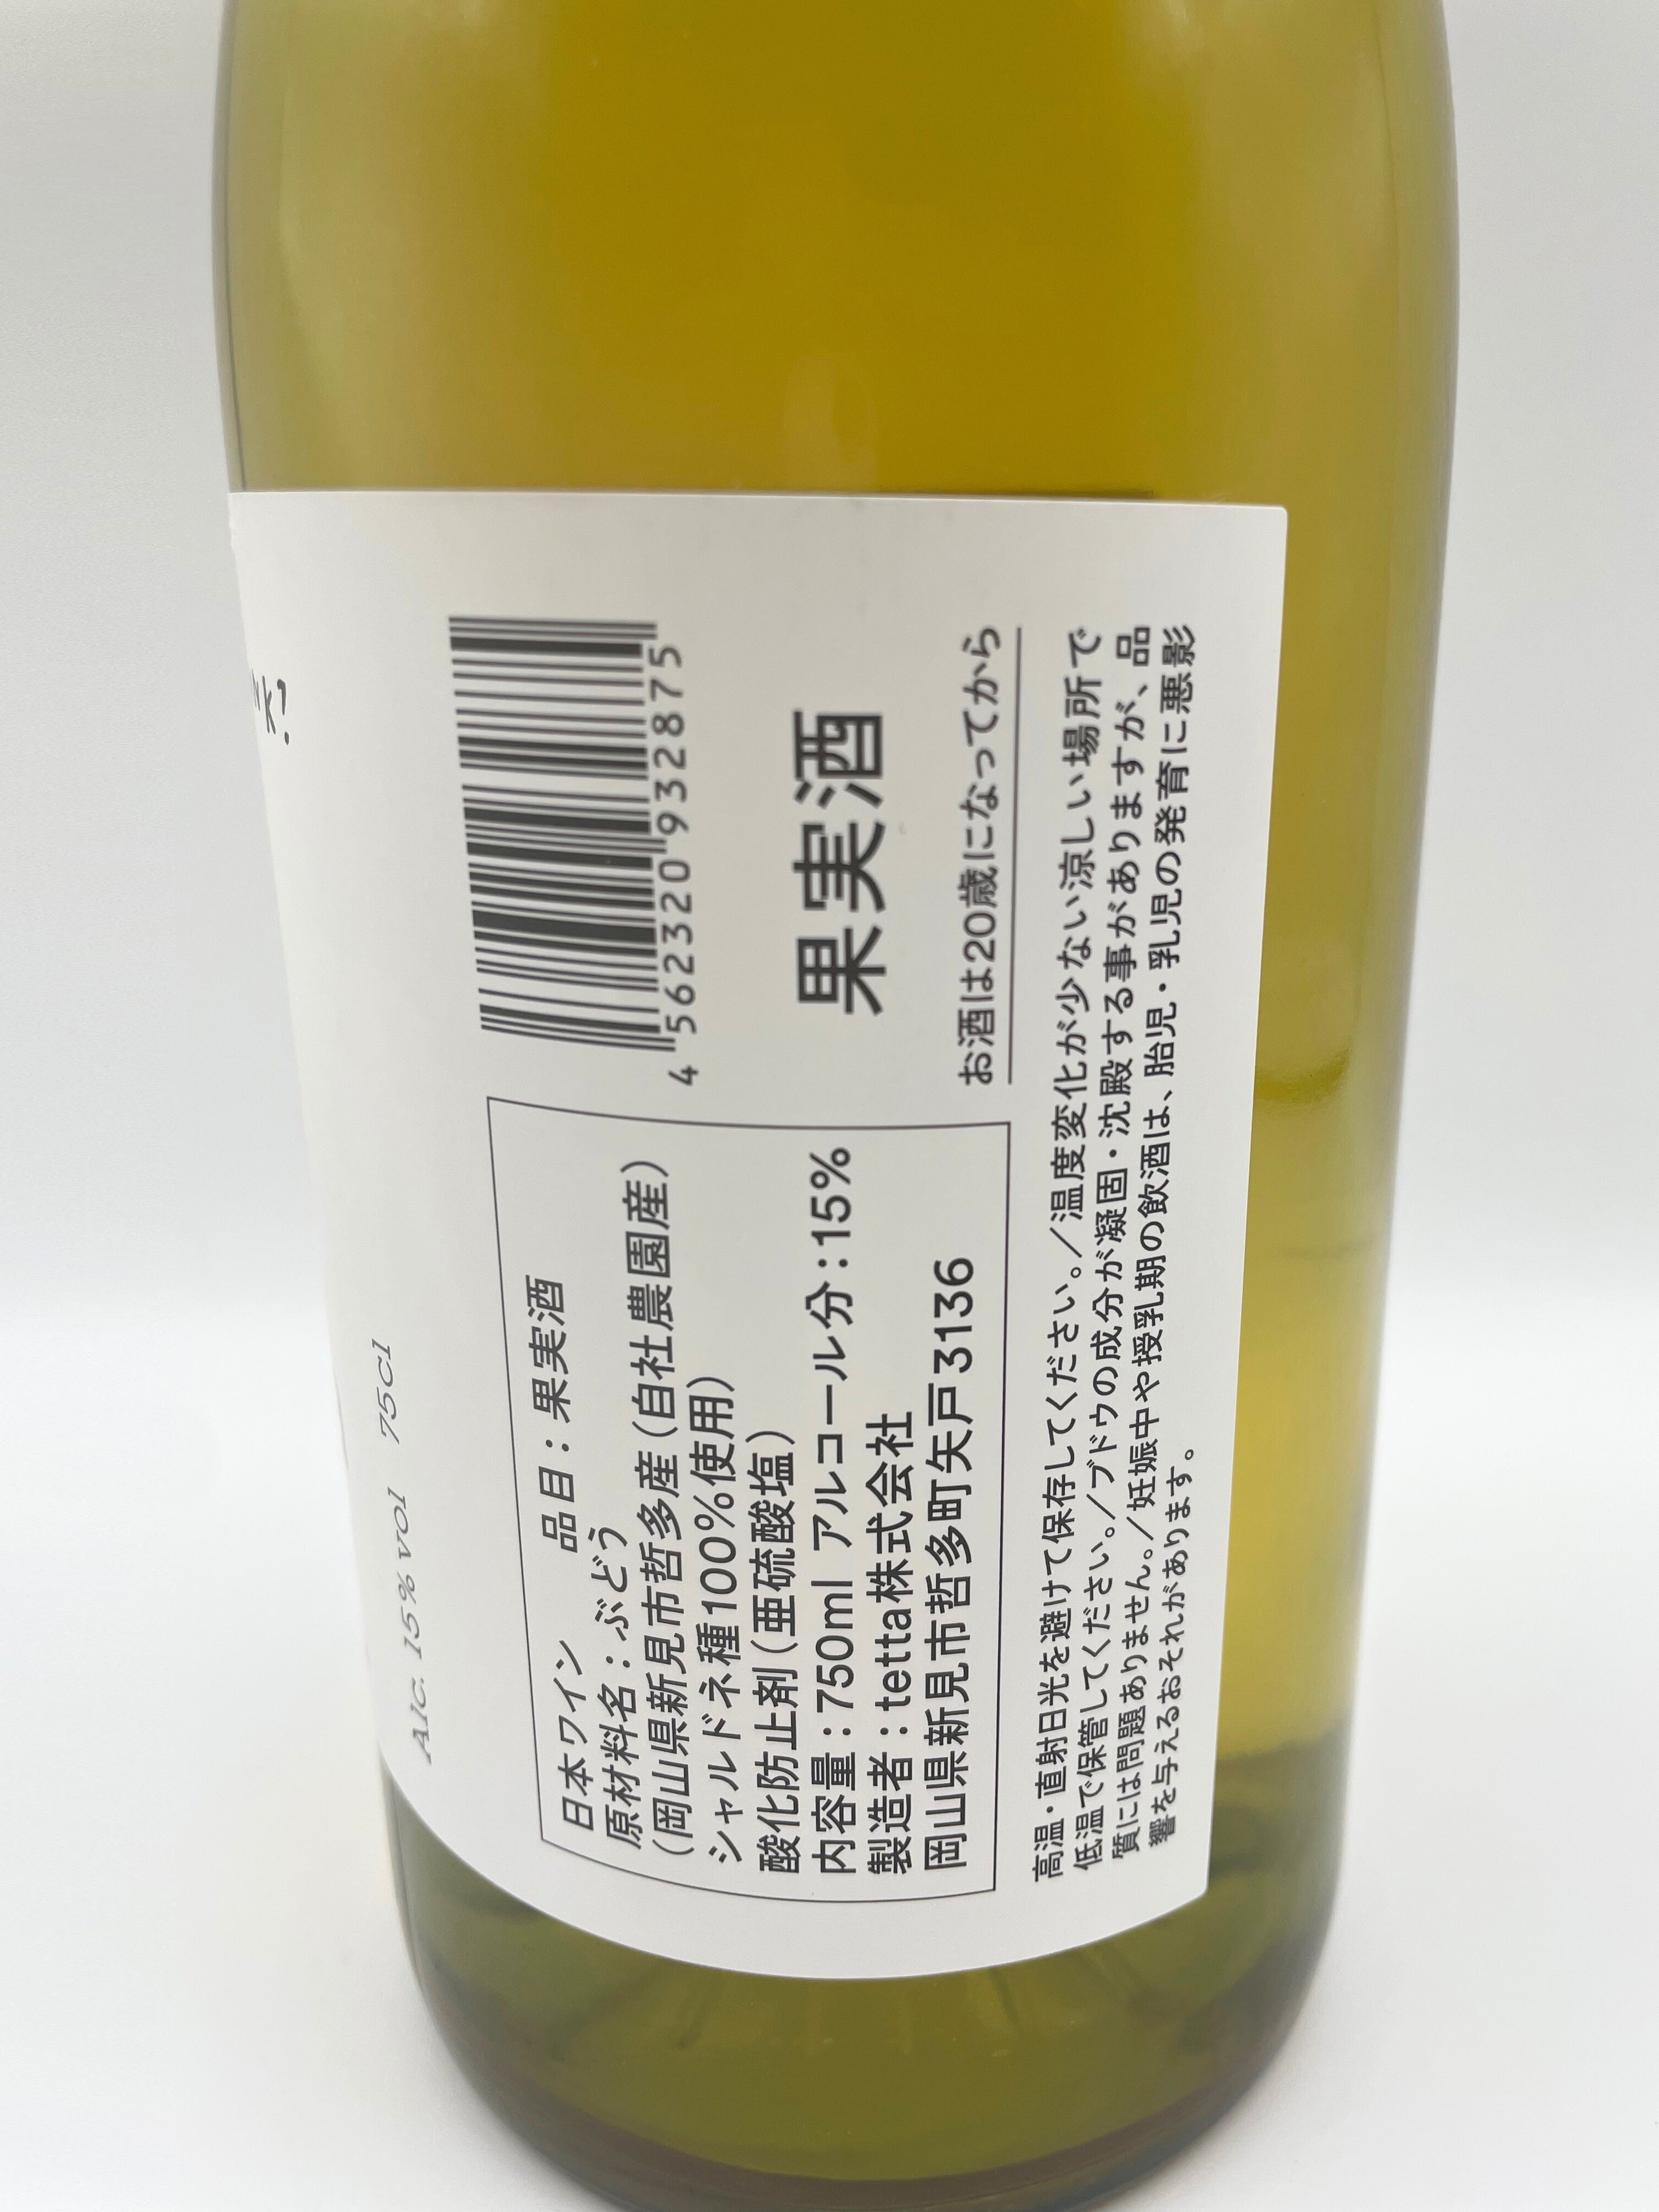 Alc. 15% vol 75cl
日本ワイン 品目：果実酒
原材料名：ぶどう
（岡山県新見市哲多産（自社農園産）
シャルドネ種100％使用）
酸化防止剤（亜硫酸塩）
内容量：750ml アルコール分：15％
製造者：tetta株式会社
岡山県新見市哲多町矢戸3136
4 562320 932875
果実酒
お酒は20歳になってから
高温・直射日光を避けて保存してください。／温度変化が少ない涼しい場所で
低温で保管してください。／ブドウの成分が凝固・沈殿する事がありますが、品
質には問題ありません。／妊娠中や授乳期の飲酒は、胎児・乳児の発育に悪影
響を与えるおそれがあります。